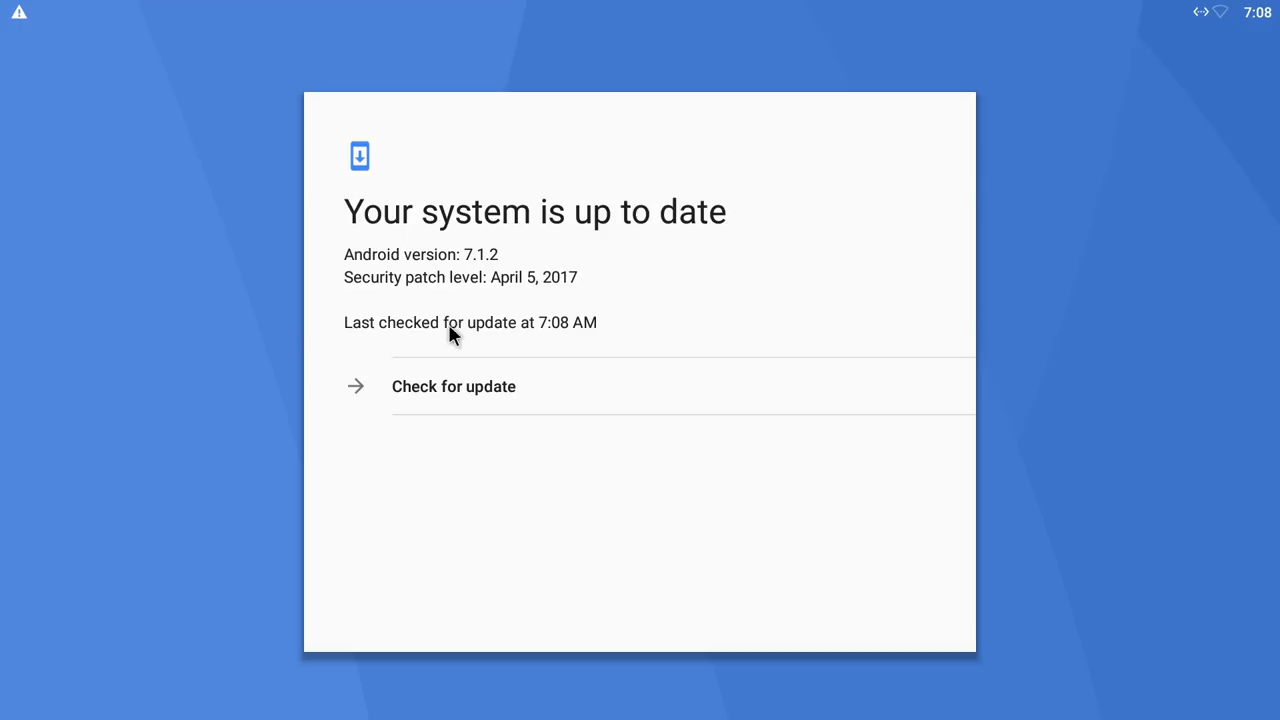 7:08
Your system is up to date
Android version: 7.1.2
Security patch level: April 5, 2017
Last checked for update at 7:08 AM
Check for update